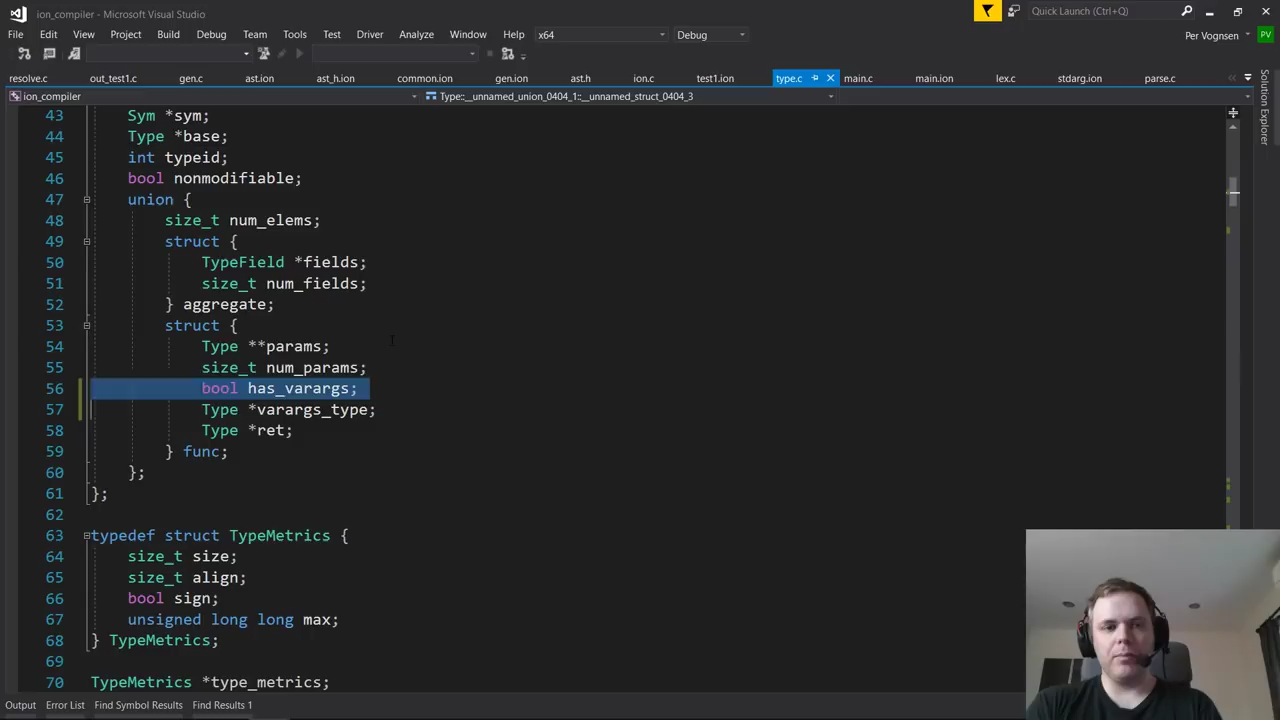 ion_compiler - Microsoft Visual Studio
Quick Launch (Ctrl+Q)
File Edit View Project Build Debug Team Tools Test Driver Analyze Window Help x64 Debug
Per Vognsen PV
resolve.c out_test1.c gen.c ast.ion ast_h.ion common.ion gen.ion ast.h ion.c test1.ion type.c main.c main.ion lex.c stdarg.ion parse.c
ion_compiler Type::__unnamed_union_0404_1::__unnamed_struct_0404_3
Solution Explorer
43 Sym *sym;
44 Type *base;
45 int typeid;
46 bool nonmodifiable;
47 union {
48 size_t num_elems;
49 struct {
50 TypeField *fields;
51 size_t num_fields;
52 } aggregate;
53 struct {
54 Type **params;
55 size_t num_params;
56 bool has_varargs;
57 Type *varargs_type;
58 Type *ret;
59 } func;
60 };
61 };
62
63 typedef struct TypeMetrics {
64 size_t size;
65 size_t align;
66 bool sign;
67 unsigned long long max;
68 } TypeMetrics;
69
70 TypeMetrics *type_metrics;
Output Error List Find Symbol Results Find Results 1